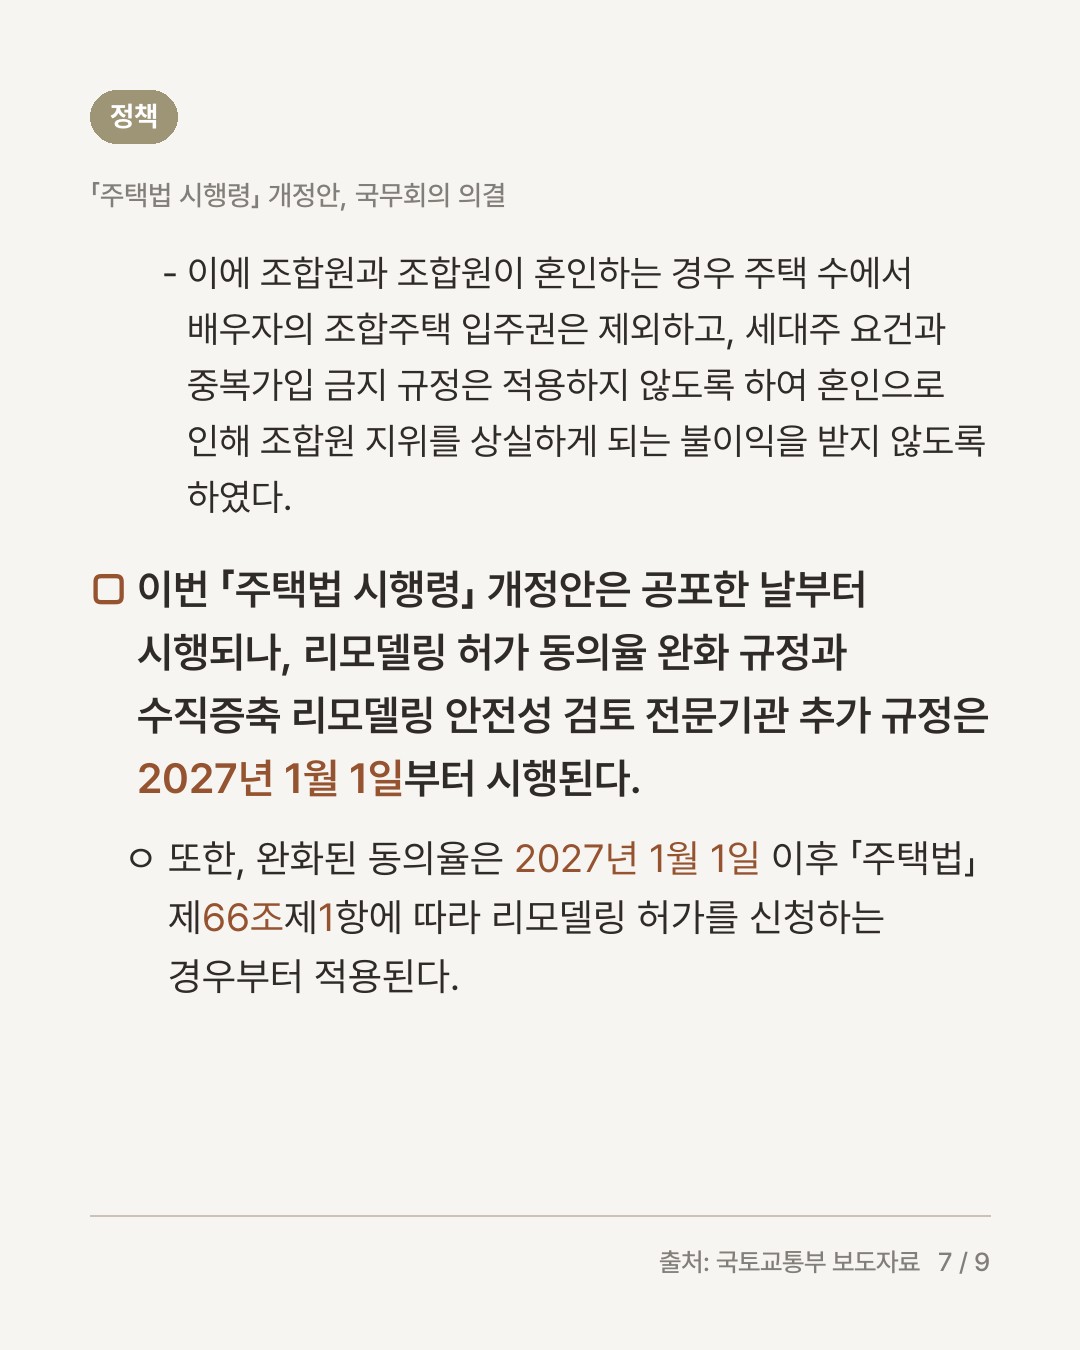 정책
「주택법 시행령」 개정안, 국무회의 의결
- 이에 조합원과 조합원이 혼인하는 경우 주택 수에서
배우자의 조합주택 입주권은 제외하고, 세대주 요건과
중복가입 금지 규정은 적용하지 않도록 하여 혼인으로
인해 조합원 지위를 상실하게 되는 불이익을 받지 않도록
하였다.
□ 이번 「주택법 시행령」 개정안은 공포한 날부터
시행되나, 리모델링 허가 동의율 완화 규정과
수직증축 리모델링 안전성 검토 전문기관 추가 규정은
2027년 1월 1일부터 시행된다.
ㅇ 또한, 완화된 동의율은 2027년 1월 1일 이후 「주택법」
제66조제1항에 따라 리모델링 허가를 신청하는
경우부터 적용된다.
출처: 국토교통부 보도자료 7 / 9